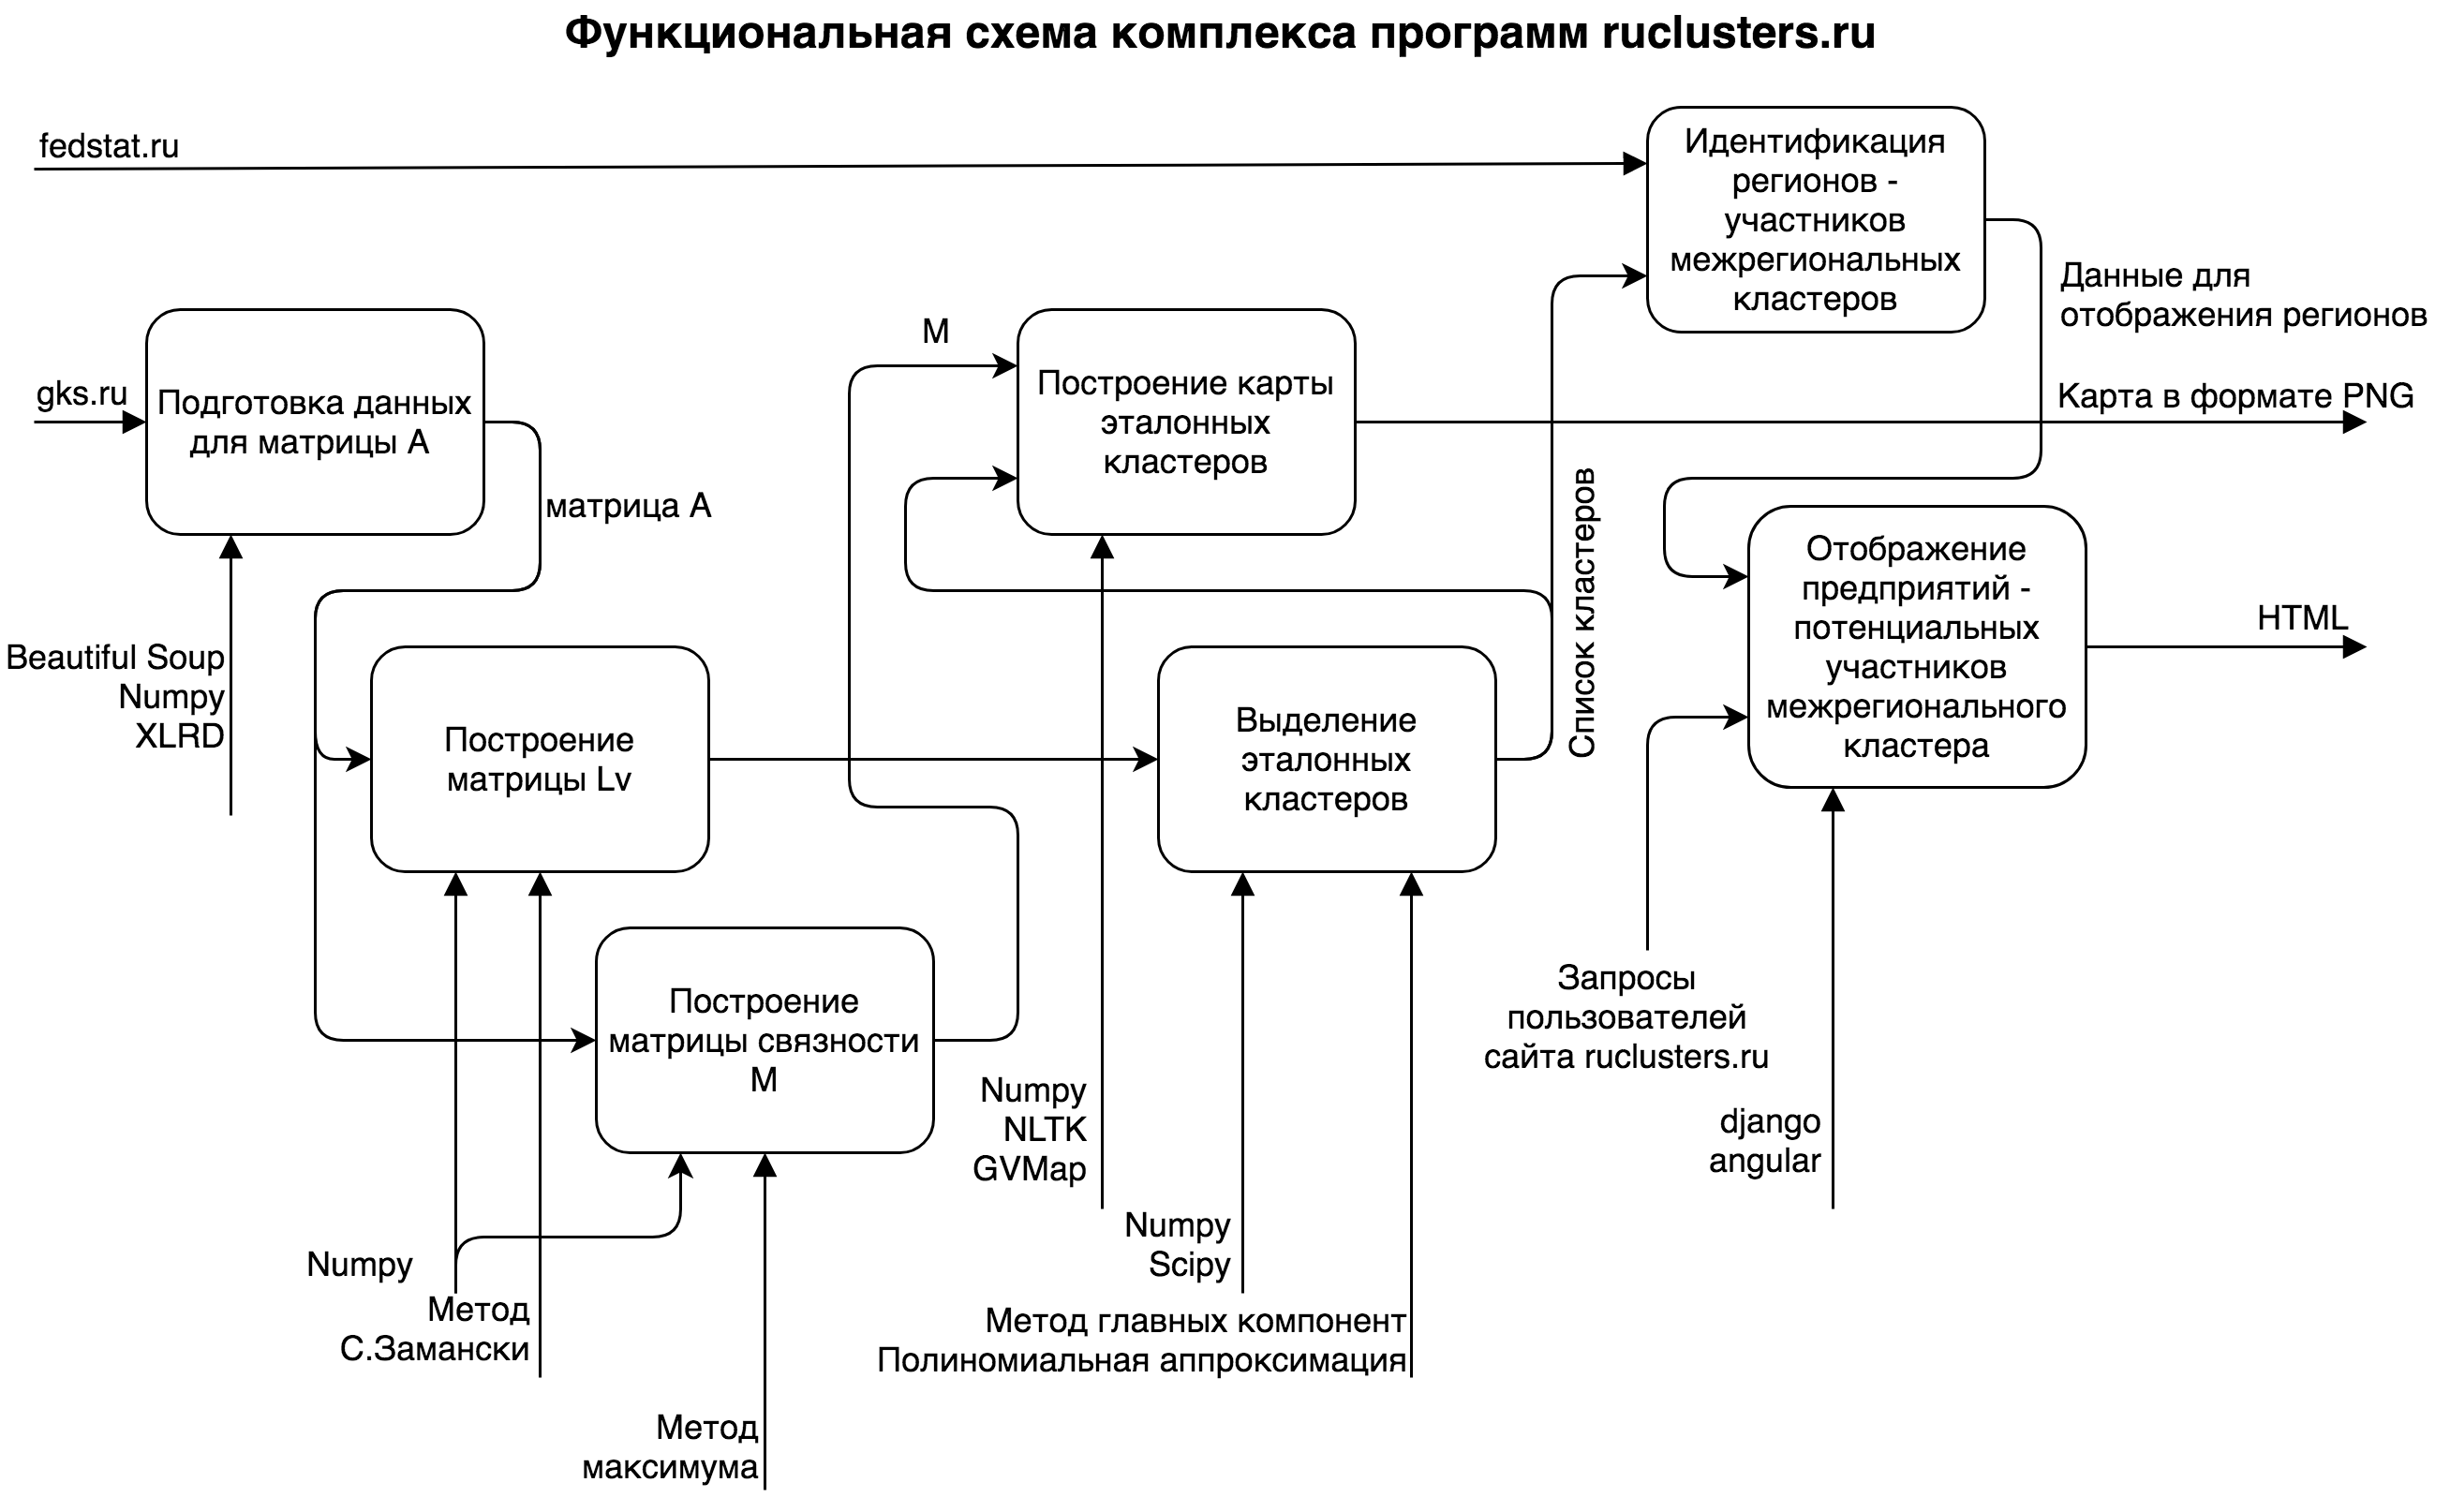 Функциональная схема комплекса программ ruclusters.ru
fedstat.ru
Идентификация
регионов -
участников
межрегиональных
кластеров
Данные для
отображения регионов
gks.ru
Подготовка данных
для матрицы A
матрица A
M
Построение карты
эталонных
кластеров
Карта в формате PNG
Список кластеров
Отображение
предприятий -
потенциальных
участников
межрегионального
кластера
HTML
Beautiful Soup
Numpy
XLRD
Построение
матрицы Lv
Выделение
эталонных
кластеров
Построение
матрицы связности
M
Запросы
пользователей
сайта ruclusters.ru
Numpy
NLTK
GVMap
django
angular
Numpy
Scipy
Numpy
Метод
С.Замански
Метод главных компонент
Полиномиальная аппроксимация
Метод
максимума